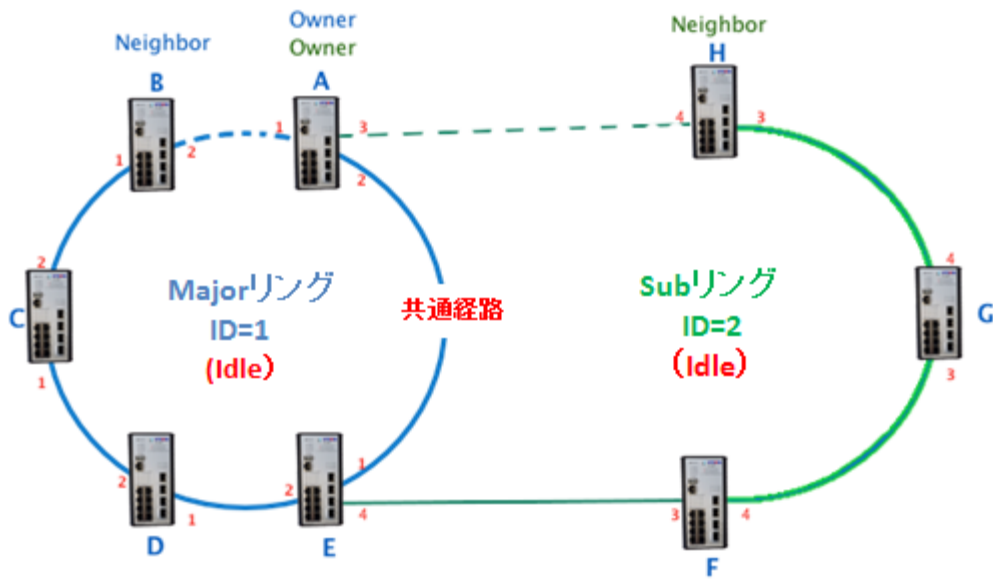 Owner
Neighbor Owner Neighbor
B A H
1 3 4 3
1 2 2
2 4
Majorリング Subリング
C 共通経路 G
ID=1 ID=2
(Idle) (Idle)
1 3
2 1
2 3 4
1 4
D E F